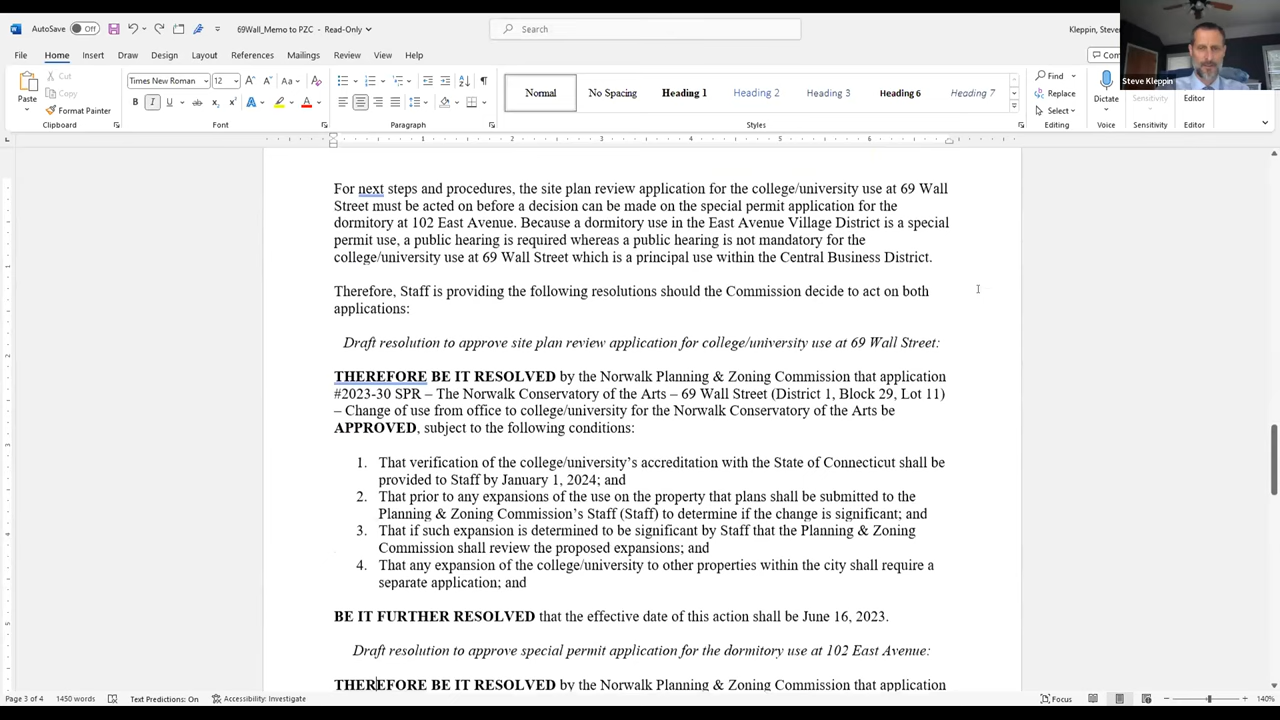 AutoSave Off 69Wall_Memo to PZC - Read-Only Search Kleppin, Steven
File Home Insert Draw Design Layout References Mailings Review View Help
Steve Kleppin
Cut
Copy
Format Painter
Paste
Clipboard
Times New Roman 12
Font
Paragraph
Normal No Spacing Heading 1 Heading 2 Heading 3 Heading 6 Heading 7
Styles
Find
Replace
Select
Editing
Dictate
Voice
Sensitivity
Sensitivity
Editor
Editor
For next steps and procedures, the site plan review application for the college/university use at 69 Wall
Street must be acted on before a decision can be made on the special permit application for the
dormitory at 102 East Avenue. Because a dormitory use in the East Avenue Village District is a special
permit use, a public hearing is required whereas a public hearing is not mandatory for the
college/university use at 69 Wall Street which is a principal use within the Central Business District.
Therefore, Staff is providing the following resolutions should the Commission decide to act on both
applications:
Draft resolution to approve site plan review application for college/university use at 69 Wall Street:
THEREFORE BE IT RESOLVED by the Norwalk Planning & Zoning Commission that application
#2023-30 SPR – The Norwalk Conservatory of the Arts – 69 Wall Street (District 1, Block 29, Lot 11)
– Change of use from office to college/university for the Norwalk Conservatory of the Arts be
APPROVED, subject to the following conditions:
1. That verification of the college/university's accreditation with the State of Connecticut shall be
provided to Staff by January 1, 2024; and
2. That prior to any expansions of the use on the property that plans shall be submitted to the
Planning & Zoning Commission's Staff (Staff) to determine if the change is significant; and
3. That if such expansion is determined to be significant by Staff that the Planning & Zoning
Commission shall review the proposed expansions; and
4. That any expansion of the college/university to other properties within the city shall require a
separate application; and
BE IT FURTHER RESOLVED that the effective date of this action shall be June 16, 2023.
Draft resolution to approve special permit application for the dormitory use at 102 East Avenue:
THEREFORE BE IT RESOLVED by the Norwalk Planning & Zoning Commission that application
Page 3 of 4 1450 words Text Predictions: On Accessibility: Investigate Focus 140%